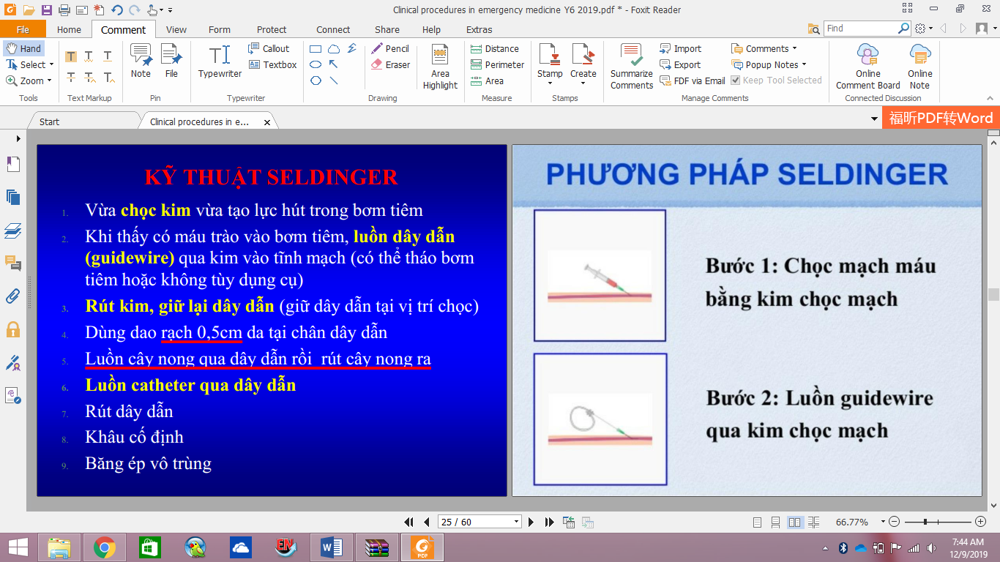 Clinical procedures in emergency medicine Y6 2019.pdf * - Foxit Reader
File Home Comment View Form Protect Connect Share Help Extras
Find
Hand
Select
Zoom
Tools
T T T
T T T
Text Markup
Note
File
Pin
Typewriter
Callout
Textbox
Typewriter
Pencil
Eraser
Drawing
Area
Highlight
Distance
Perimeter
Area
Measure
Stamp
Create
Stamps
Summarize
Comments
Import
Export
FDF via Email
Comments
Popup Notes
Keep Tool Selected
Manage Comments
Online
Comment Board
Online
Note
Connected Discussion
Start
Clinical procedures in e...
福昕PDF转Word
KỸ THUẬT SELDINGER
1. Vừa chọc kim vừa tạo lực hút trong bơm tiêm
2. Khi thấy có máu trào vào bơm tiêm, luồn dây dẫn
(guidewire) qua kim vào tĩnh mạch (có thể tháo bơm
tiêm hoặc không tùy dụng cụ)
3. Rút kim, giữ lại dây dẫn (giữ dây dẫn tại vị trí chọc)
4. Dùng dao rạch 0,5cm da tại chân dây dẫn
5. Luồn cây nong qua dây dẫn rồi rút cây nong ra
6. Luồn catheter qua dây dẫn
7. Rút dây dẫn
8. Khâu cố định
9. Băng ép vô trùng
PHƯƠNG PHÁP SELDINGER
Bước 1: Chọc mạch máu
bằng kim chọc mạch
Bước 2: Luồn guidewire
qua kim chọc mạch
25 / 60
66.77%
EN
W
PDF
7:44 AM
12/9/2019